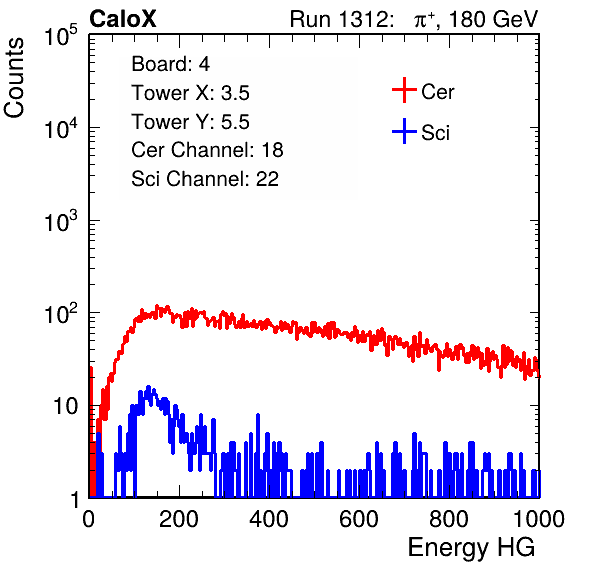 CaloX Run 1312: π⁺, 180 GeV
Counts
10⁵
10⁴
10³
10²
10
1
Board: 4
Tower X: 3.5
Tower Y: 5.5
Cer Channel: 18
Sci Channel: 22
Cer
Sci
0 200 400 600 800 1000
Energy HG